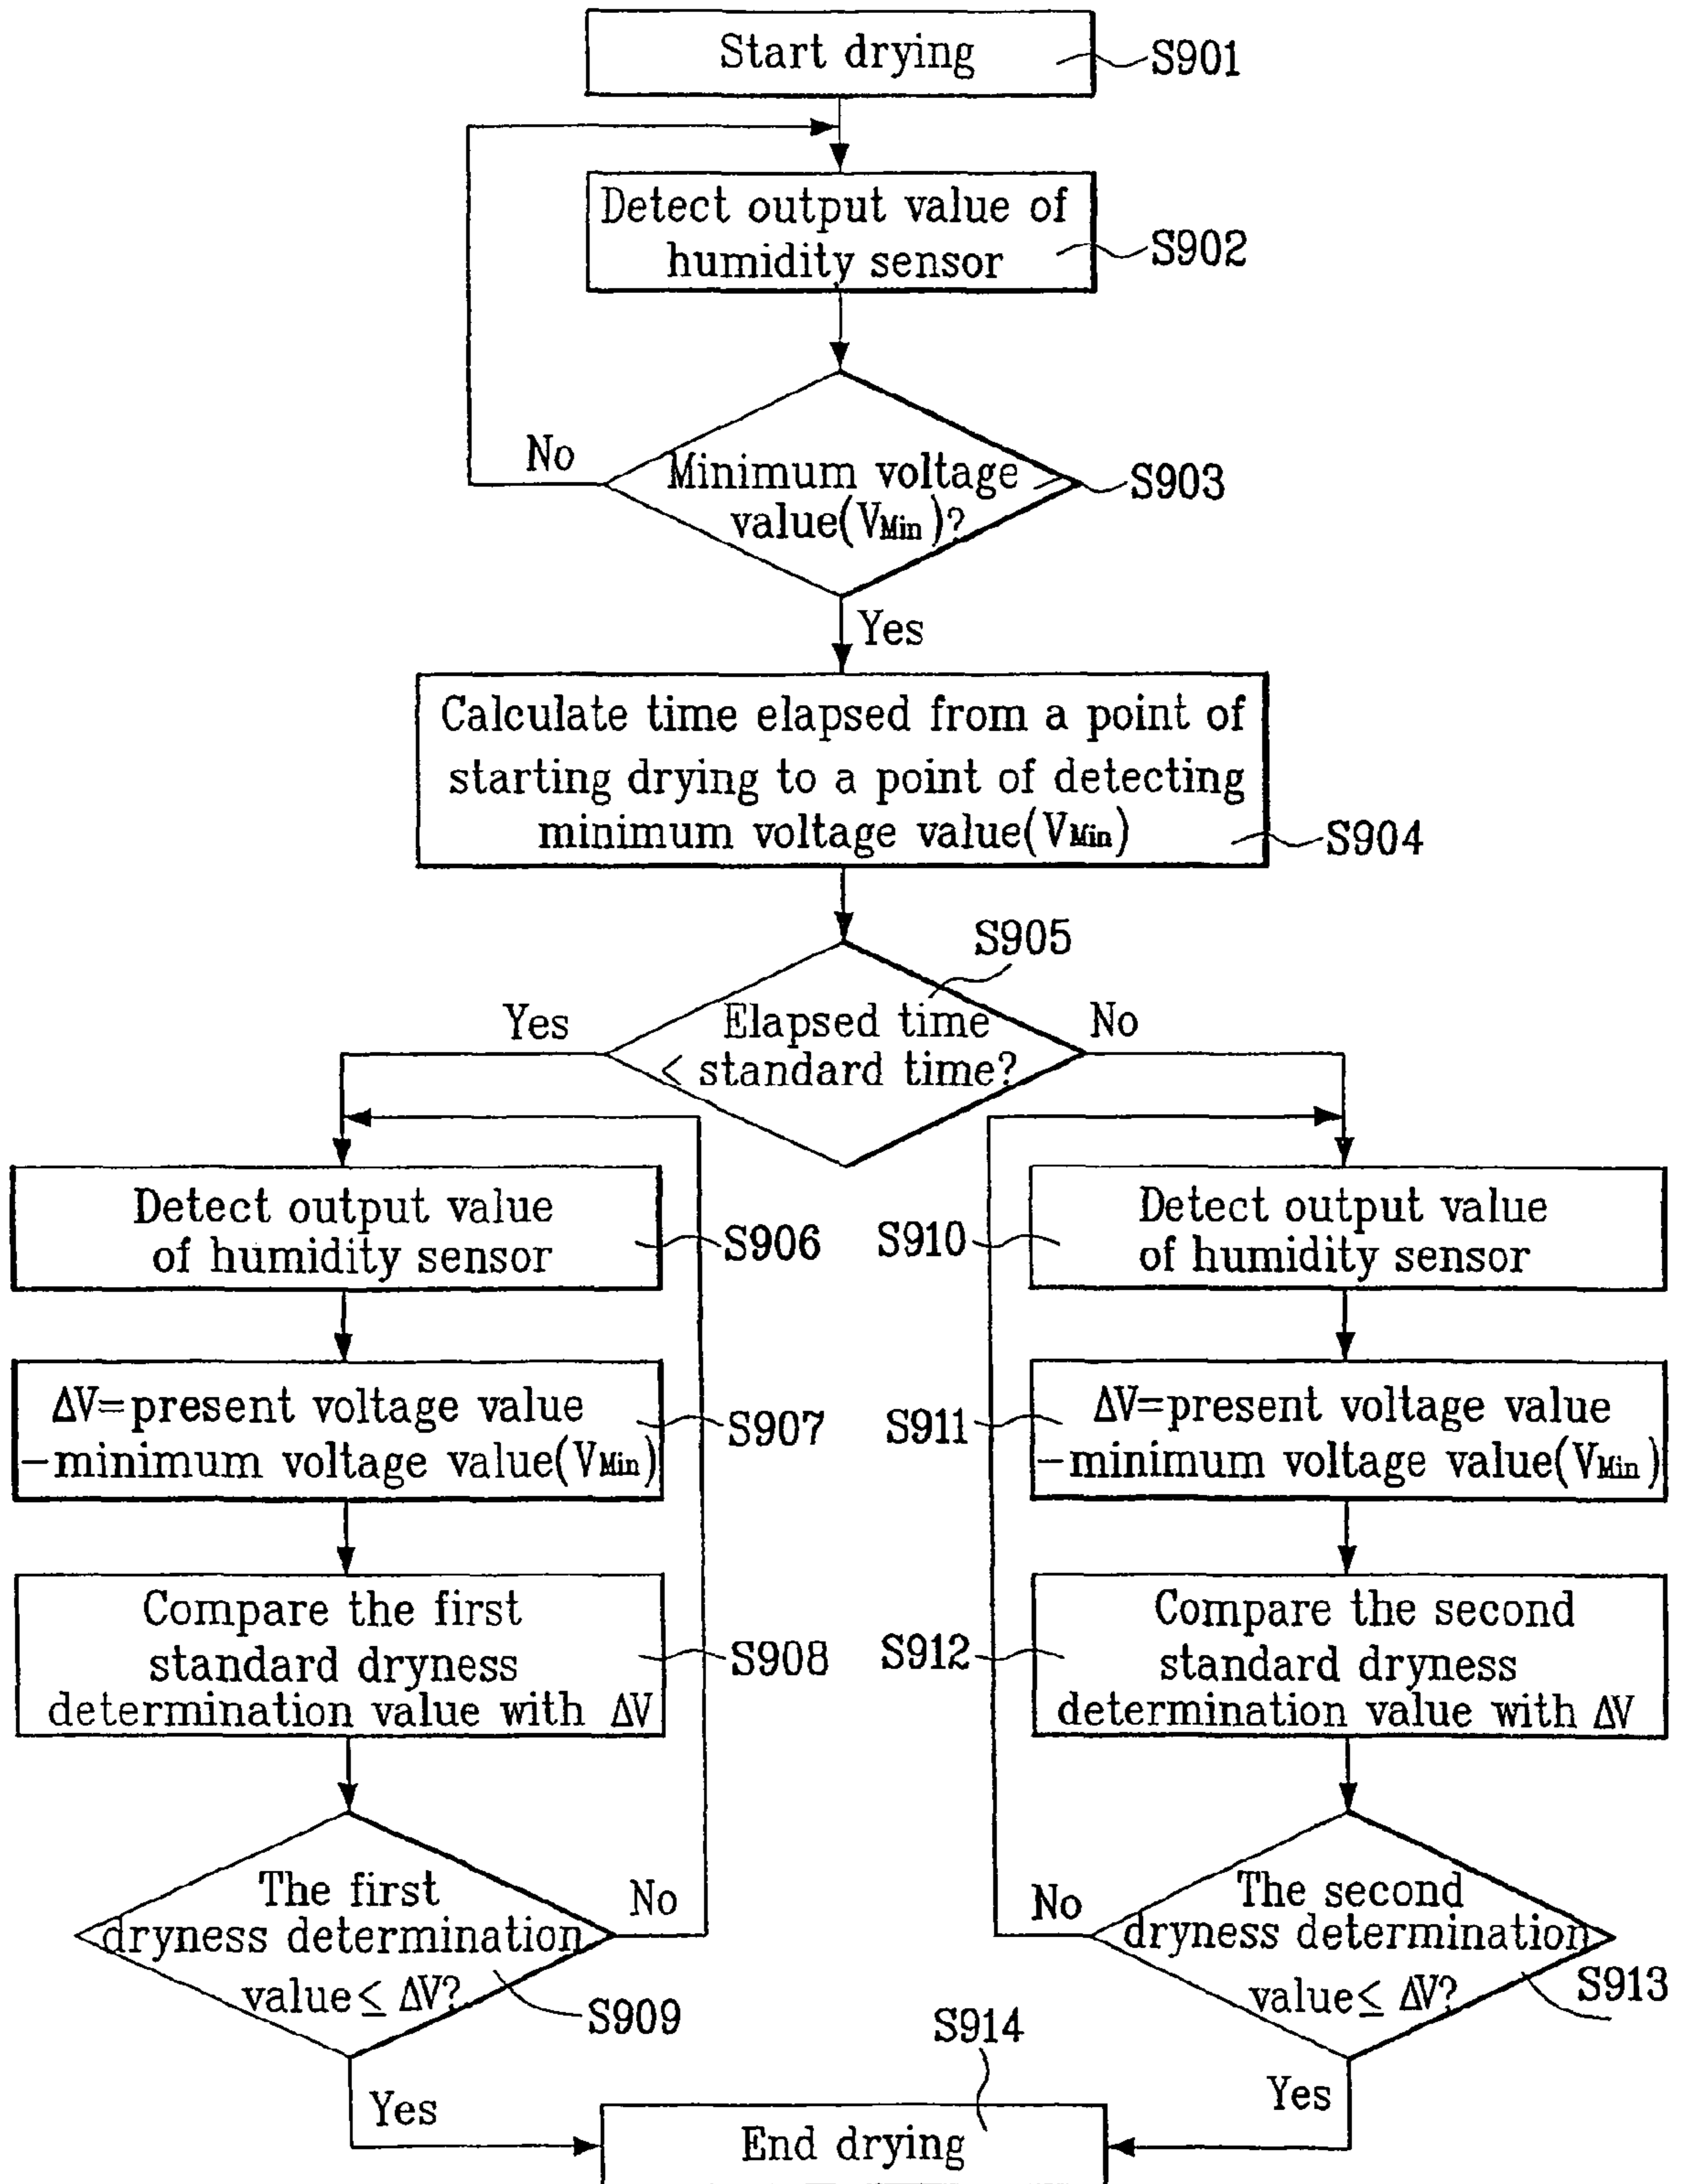 Start drying
S901
Detect output value of
humidity sensor
S902
No
Minimum voltage
value(VMin)?
S903
Yes
Calculate time elapsed from a point of
starting drying to a point of detecting
minimum voltage value(VMin)
S904
S905
Yes
Elapsed time
< standard time?
No
Detect output value
of humidity sensor
S906
S910
Detect output value
of humidity sensor
ΔV=present voltage value
-minimum voltage value(VMin)
S907
S911
ΔV=present voltage value
-minimum voltage value(VMin)
Compare the first
standard dryness
determination value with ΔV
S908
S912
Compare the second
standard dryness
determination value with ΔV
The first
dryness determination
value≤ ΔV?
No
S909
No
The second
dryness determination
value≤ ΔV?
S913
S914
Yes
Yes
End drying